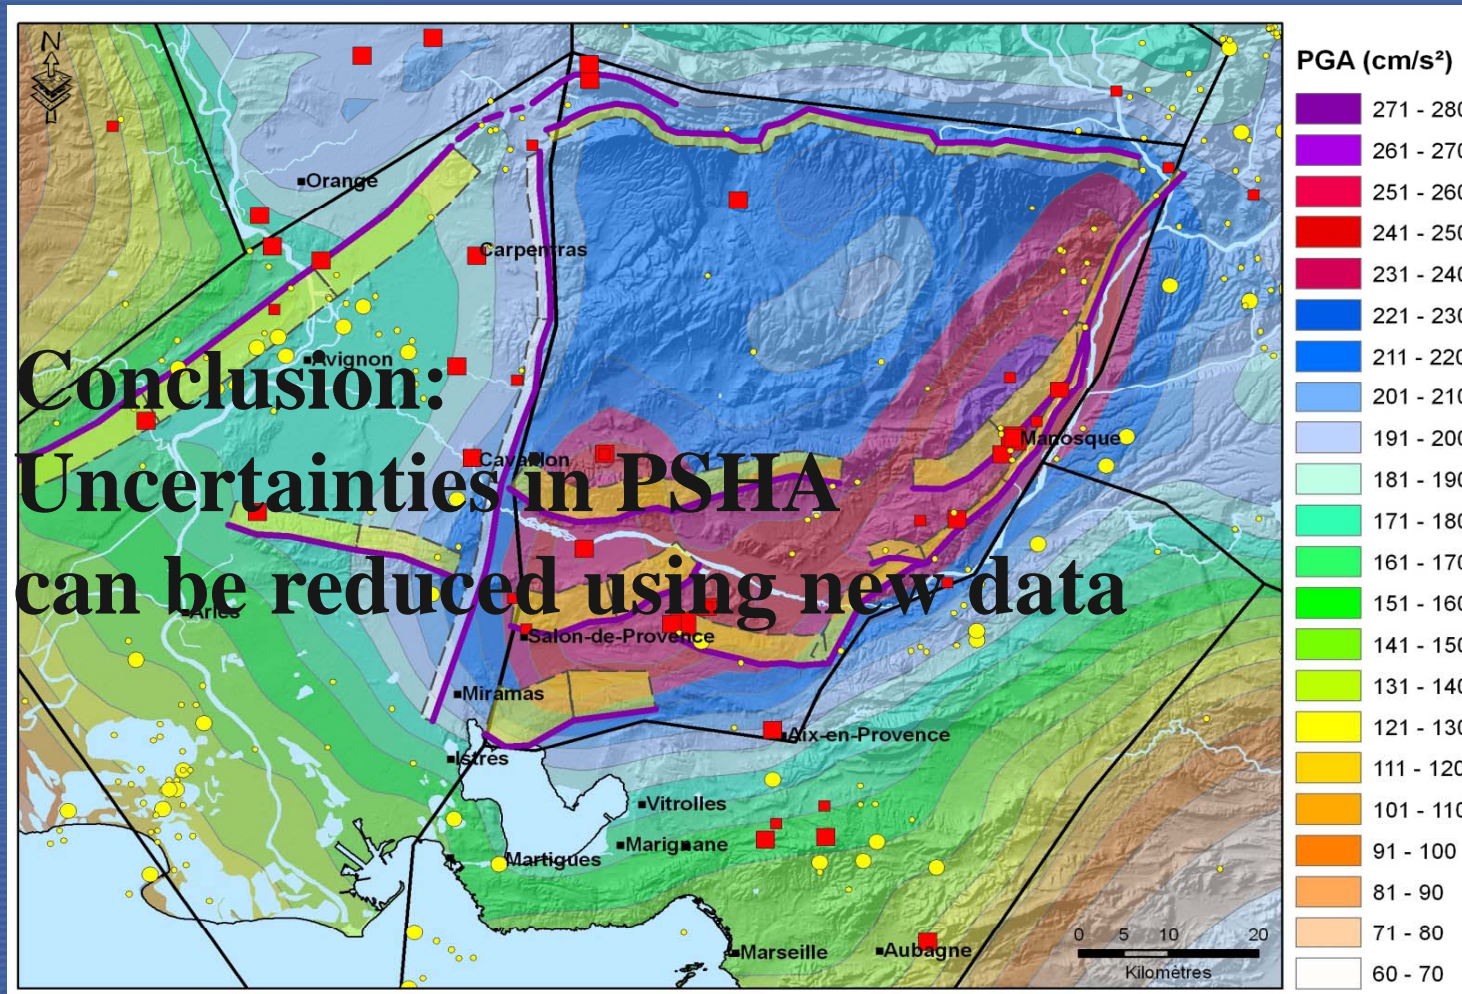 N
PGA (cm/s²)
271 - 280
261 - 270
251 - 260
241 - 250
231 - 240
221 - 230
211 - 220
201 - 210
191 - 200
181 - 190
171 - 180
161 - 170
151 - 160
141 - 150
131 - 140
121 - 130
111 - 120
101 - 110
91 - 100
81 - 90
71 - 80
60 - 70
Orange
Carpentras
Avignon
Conclusion:
Manosque
Cavaillon
Uncertainties in PSHA
can be reduced using new data
Arles
Salon-de-Provence
Miramas
Aix-en-Provence
Istres
Vitrolles
Marignane
Martigues
Marseille
Aubagne
0 5 10 20
Kilomètres